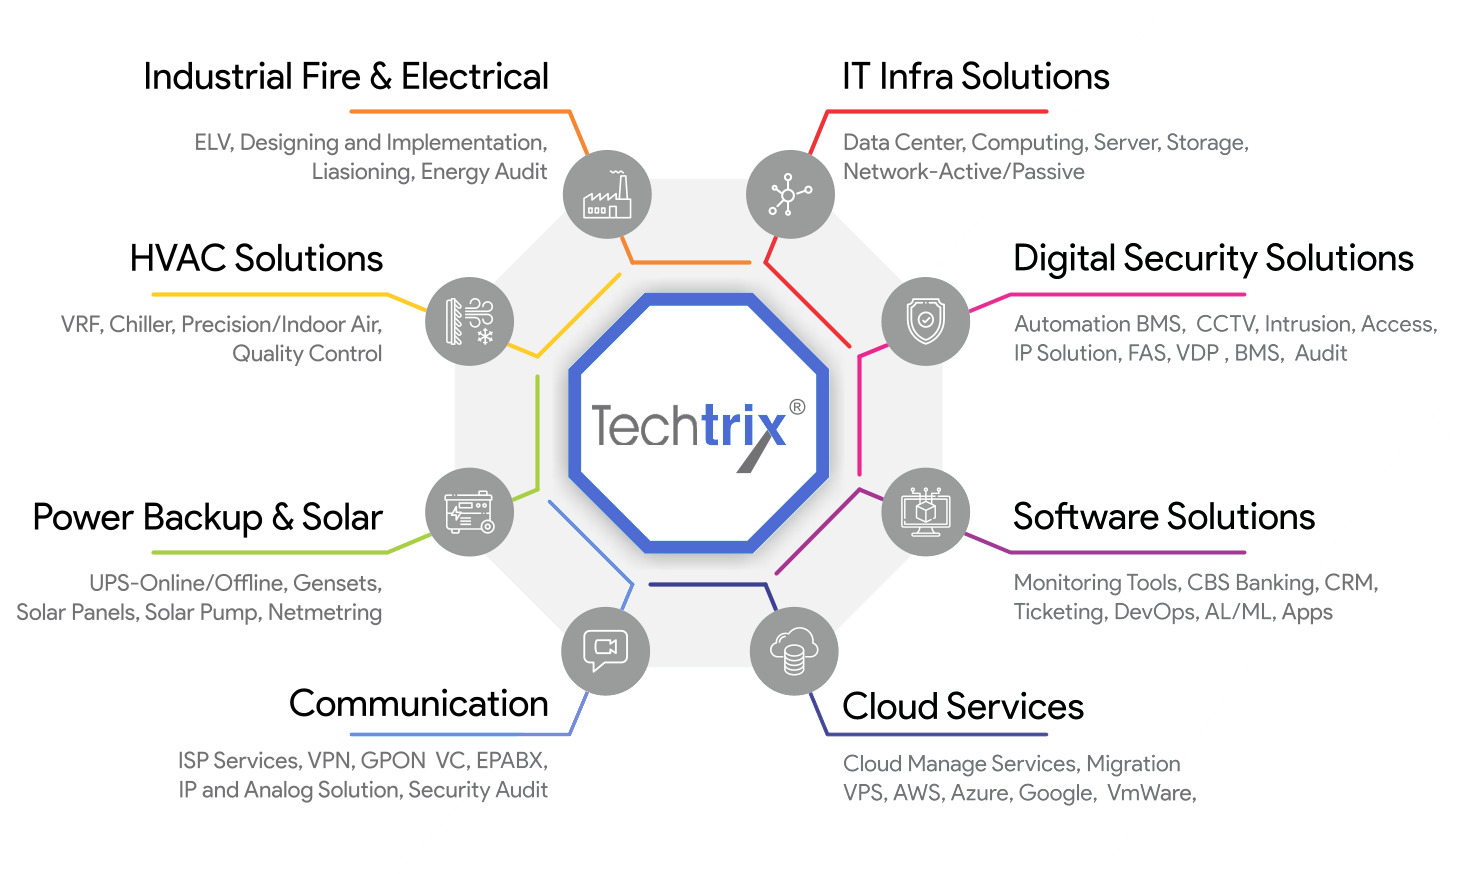 Industrial Fire & Electrical
ELV, Designing and Implementation,
Liasioning, Energy Audit
IT Infra Solutions
Data Center, Computing, Server, Storage,
Network-Active/Passive
HVAC Solutions
VRF, Chiller, Precision/Indoor Air,
Quality Control
Digital Security Solutions
Automation BMS, CCTV, Intrusion, Access,
IP Solution, FAS, VDP , BMS, Audit
Techtrix®
Power Backup & Solar
UPS-Online/Offline, Gensets,
Solar Panels, Solar Pump, Netmetring
Software Solutions
Monitoring Tools, CBS Banking, CRM,
Ticketing, DevOps, AL/ML, Apps
Communication
ISP Services, VPN, GPON VC, EPABX,
IP and Analog Solution, Security Audit
Cloud Services
Cloud Manage Services, Migration
VPS, AWS, Azure, Google, VmWare,